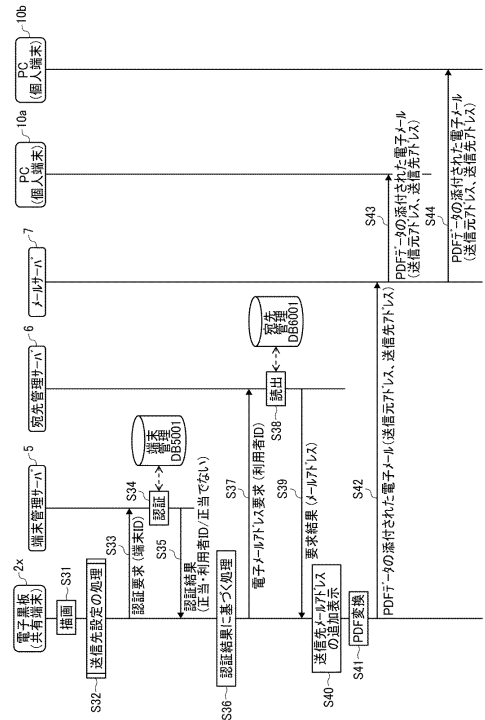 2x
電子黒板
(共有端末)
5
端末管理サーバ
6
宛先管理サーバ
7
メールサーバ
10a
PC
(個人端末)
10b
PC
(個人端末)
S31
描画
S32
送信先設定の処理
S33
認証要求(端末ID)
S34
認証
端末
管理
DB5001
S35
認証結果
(正当・利用者ID/正当でない)
S36
認証結果に基づく処理
S37
電子メールアドレス要求(利用者ID)
S38
読出
宛先
管理
DB6001
S39
要求結果(メールアドレス)
S40
送信先メールアドレス
の追加表示
S41
PDF変換
S42
PDFデータの添付された電子メール(送信元アドレス、送信先アドレス)
S43
PDFデータの添付された電子メール
(送信元アドレス、送信先アドレス)
S44
PDFデータの添付された電子メール
(送信元アドレス、送信先アドレス)